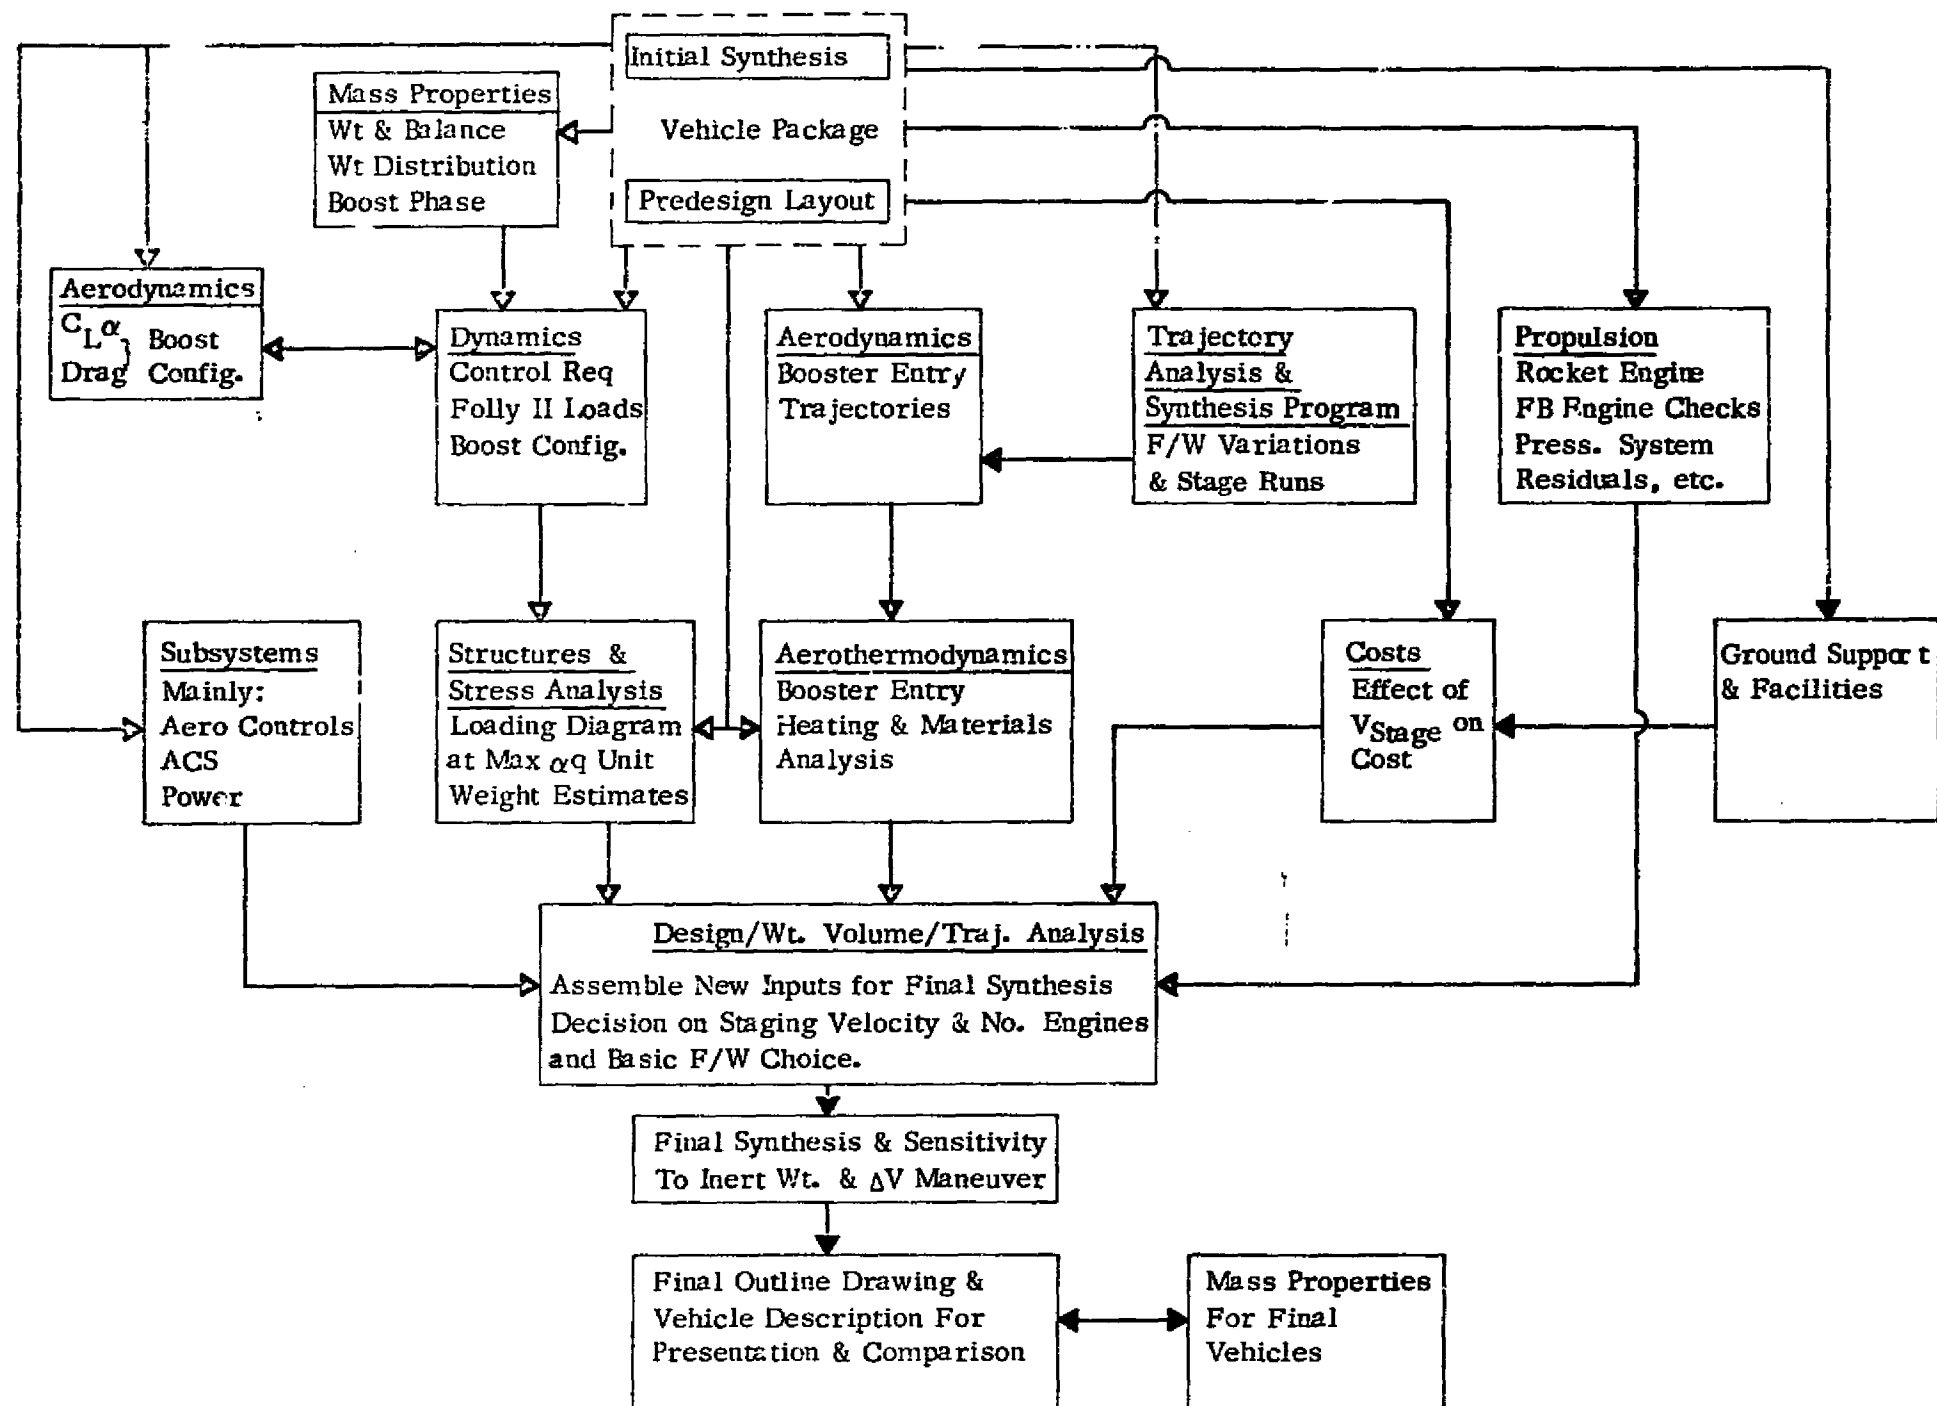 Initial Synthesis
Vehicle Package
Predesign Layout
Mass Properties
Wt & Balance
Wt Distribution
Boost Phase
Aerodynamics
CLα } Boost
Drag Config.
Dynamics
Control Req
Folly II Loads
Boost Config.
Aerodynamics
Booster Entry
Trajectories
Trajectory
Analysis &
Synthesis Program
F/W Variations
& Stage Runs
Propulsion
Rocket Engine
FB Engine Checks
Press. System
Residuals, etc.
Subsystems
Mainly:
Aero Controls
ACS
Power
Structures &
Stress Analysis
Loading Diagram
at Max αq Unit
Weight Estimates
Aerothermodynamics
Booster Entry
Heating & Materials
Analysis
Costs
Effect of
VStage on
Cost
Ground Support
& Facilities
Design/Wt. Volume/Traj. Analysis
Assemble New Inputs for Final Synthesis
Decision on Staging Velocity & No. Engines
and Basic F/W Choice.
Final Synthesis & Sensitivity
To Inert Wt. & ΔV Maneuver
Final Outline Drawing &
Vehicle Description For
Presentation & Comparison
Mass Properties
For Final
Vehicles